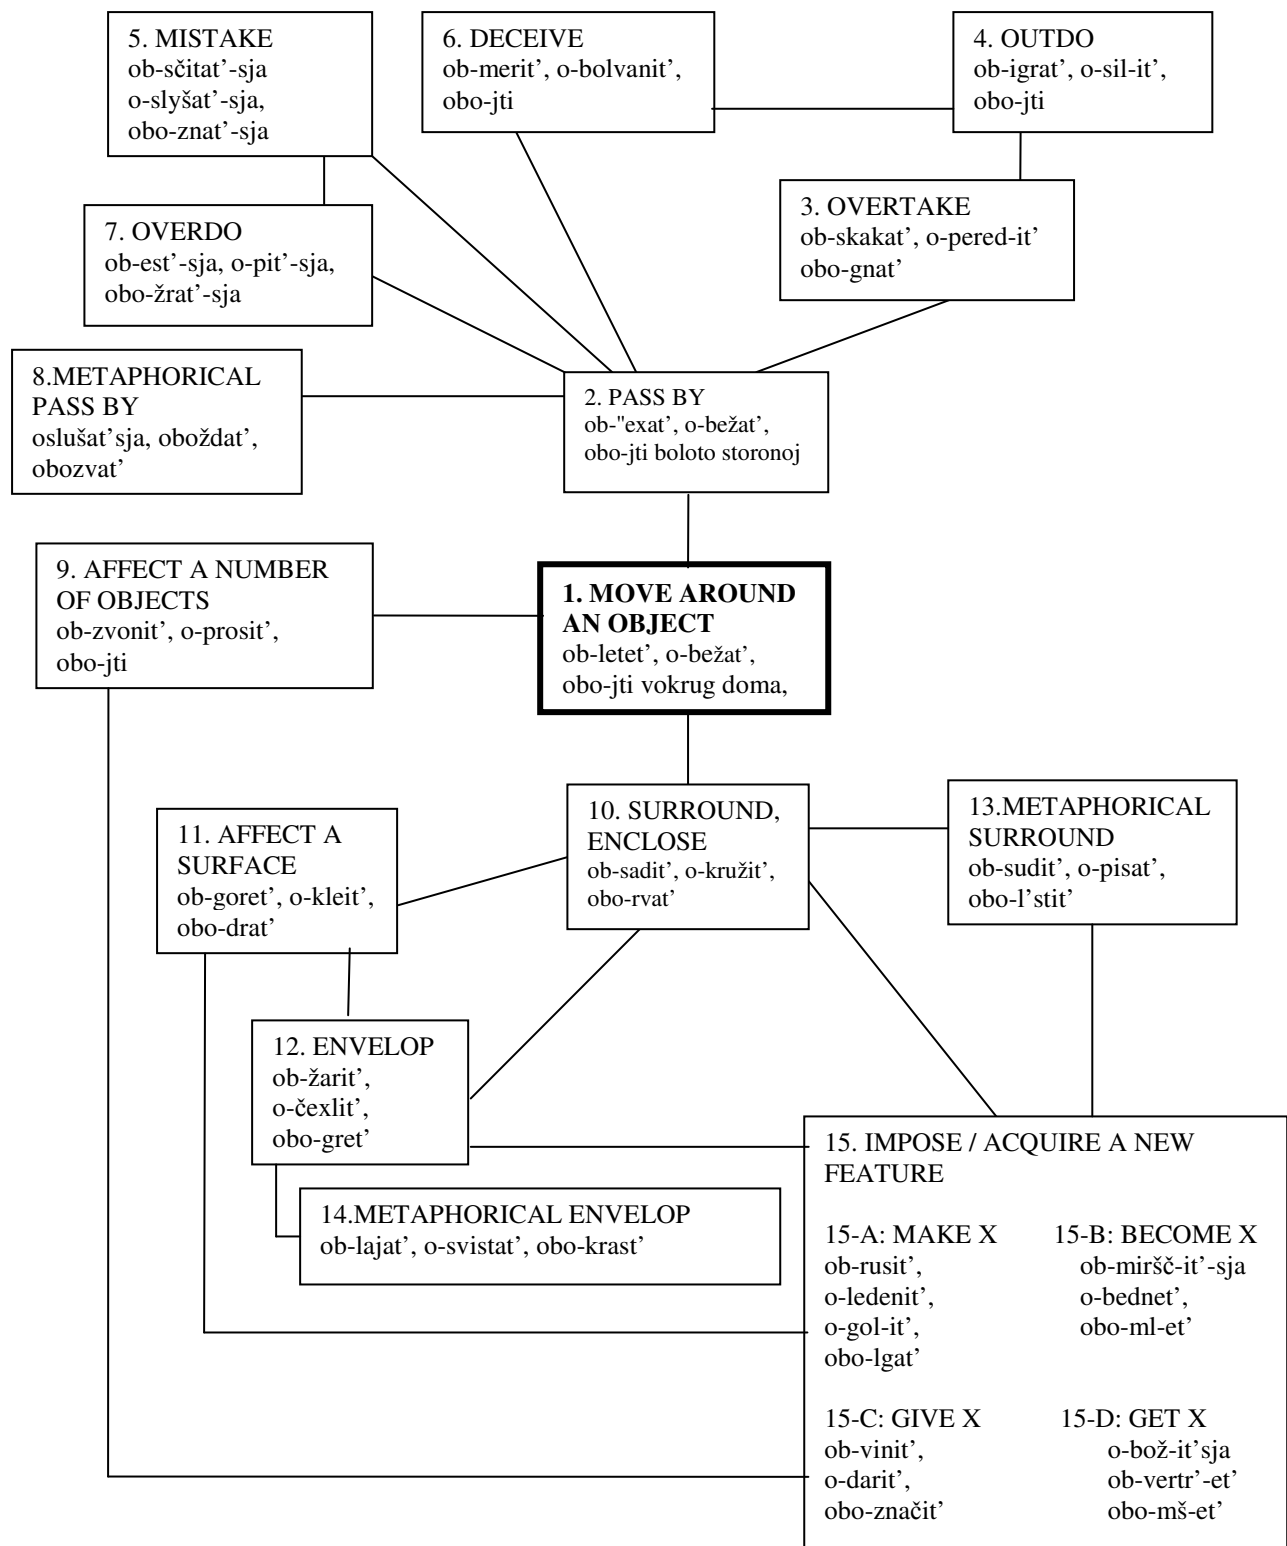 5. MISTAKE
ob-sčitat’-sja
o-slyšat’-sja,
obo-znat’-sja
6. DECEIVE
ob-merit’, o-bolvanit’,
obo-jti
4. OUTDO
ob-igrat’, o-sil-it’,
obo-jti
7. OVERDO
ob-est’-sja, o-pit’-sja,
obo-žrat’-sja
3. OVERTAKE
ob-skakat’, o-pered-it’
obo-gnat’
8.METAPHORICAL
PASS BY
oslušat’sja, oboždat’,
obozvat’
2. PASS BY
ob-"exat’, o-bežat’,
obo-jti boloto storonoj
9. AFFECT A NUMBER
OF OBJECTS
ob-zvonit’, o-prosit’,
obo-jti
1. MOVE AROUND
AN OBJECT
ob-letet’, o-bežat’,
obo-jti vokrug doma,
11. AFFECT A
SURFACE
ob-goret’, o-kleit’,
obo-drat’
10. SURROUND,
ENCLOSE
ob-sadit’, o-kružit’,
obo-rvat’
13.METAPHORICAL
SURROUND
ob-sudit’, o-pisat’,
obo-l’stit’
12. ENVELOP
ob-žarit’,
o-čexlit’,
obo-gret’
14.METAPHORICAL ENVELOP
ob-lajat’, o-svistat’, obo-krast’
15. IMPOSE / ACQUIRE A NEW
FEATURE
15-A: MAKE X
ob-rusit’,
o-ledenit’,
o-gol-it’,
obo-lgat’
15-B: BECOME X
ob-miršč-it’-sja
o-bednet’,
obo-ml-et’
15-C: GIVE X
ob-vinit’,
o-darit’,
obo-značit’
15-D: GET X
o-bož-it’sja
ob-vertr’-et’
obo-mš-et’